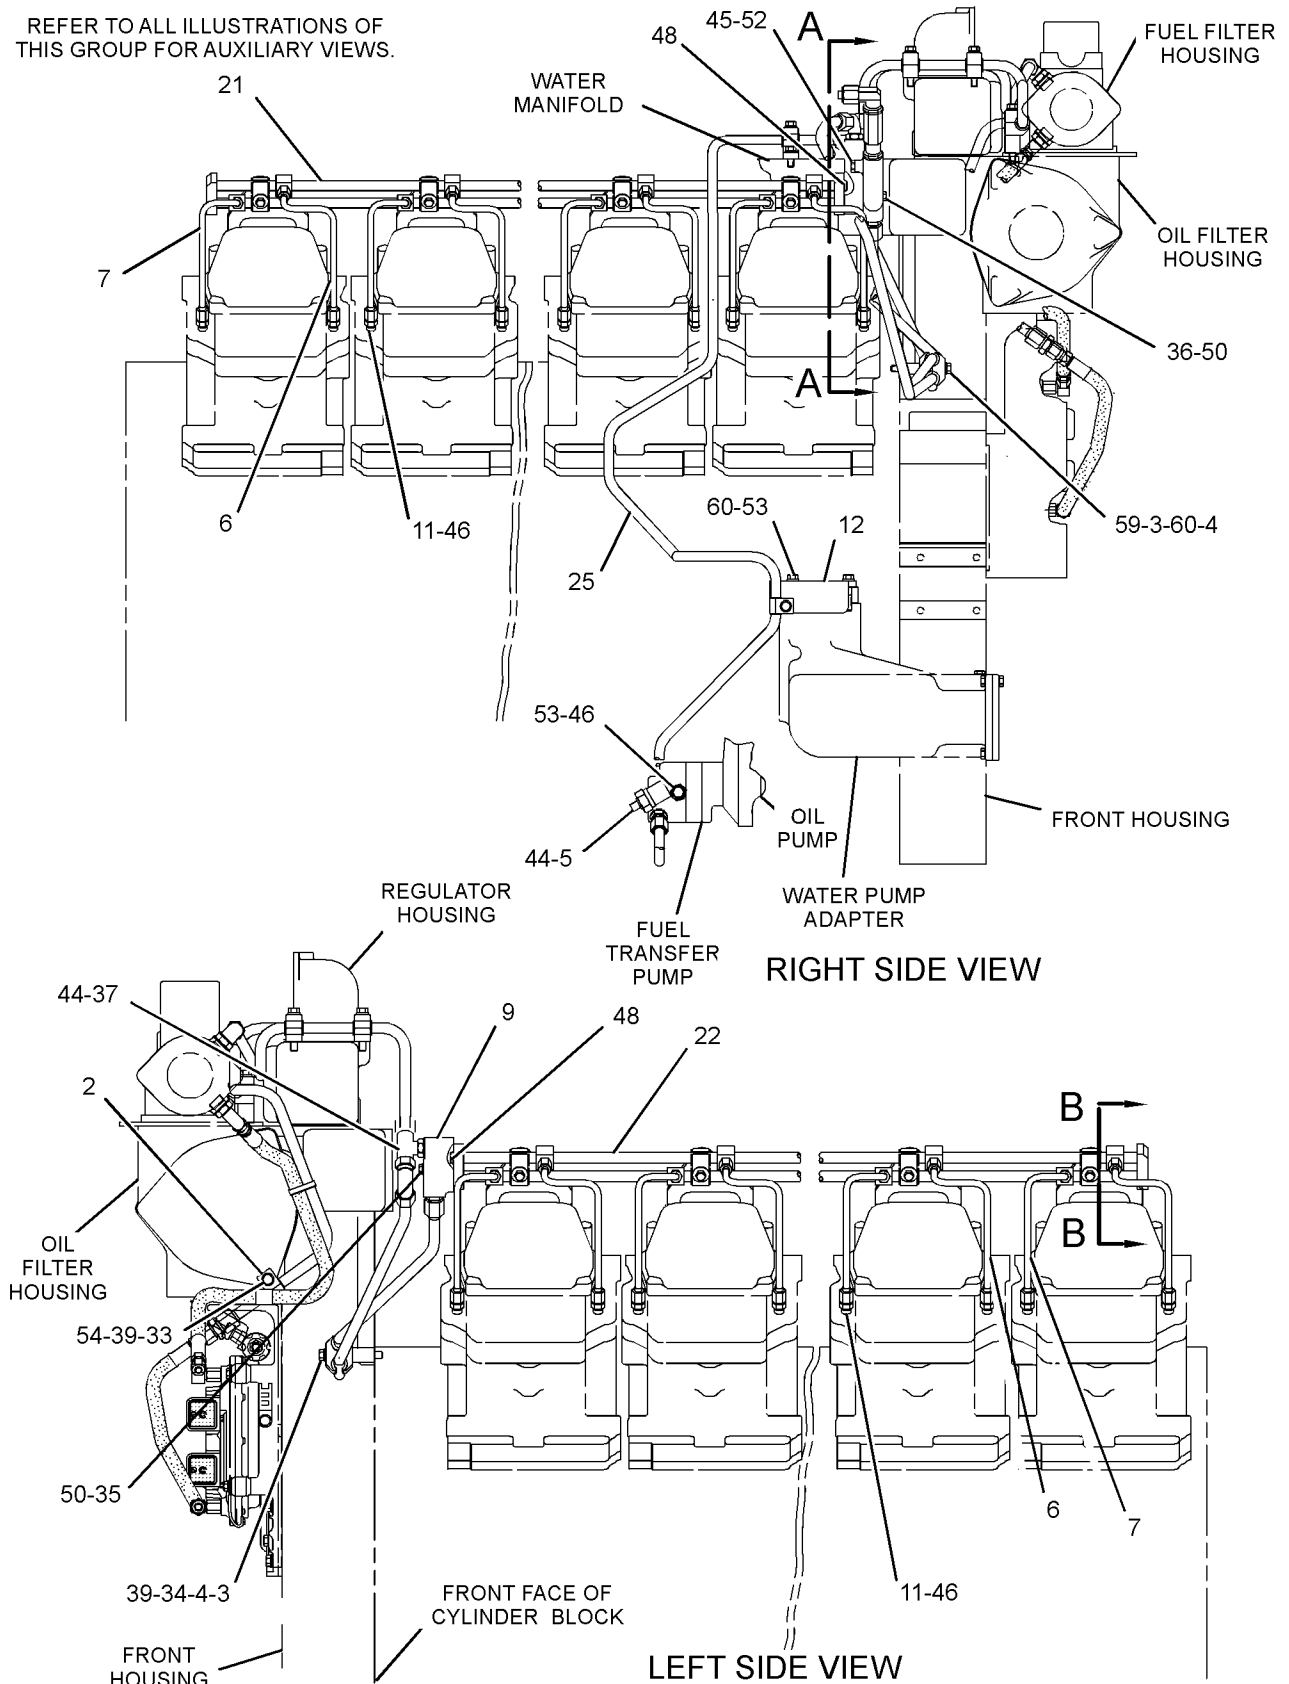 REFER TO ALL ILLUSTRATIONS OF
THIS GROUP FOR AUXILIARY VIEWS.
21
48
45-52
A
WATER
MANIFOLD
FUEL FILTER
HOUSING
OIL FILTER
HOUSING
7
36-50
A
6
11-46
25
60-53
12
59-3-60-4
53-46
44-5
OIL
PUMP
FRONT HOUSING
WATER PUMP
ADAPTER
FUEL
TRANSFER
PUMP
RIGHT SIDE VIEW
REGULATOR
HOUSING
44-37
9
48
22
2
B
B
OIL
FILTER
HOUSING
54-39-33
50-35
6
7
39-34-4-3
11-46
FRONT FACE OF
CYLINDER BLOCK
FRONT
HOUSING
LEFT SIDE VIEW